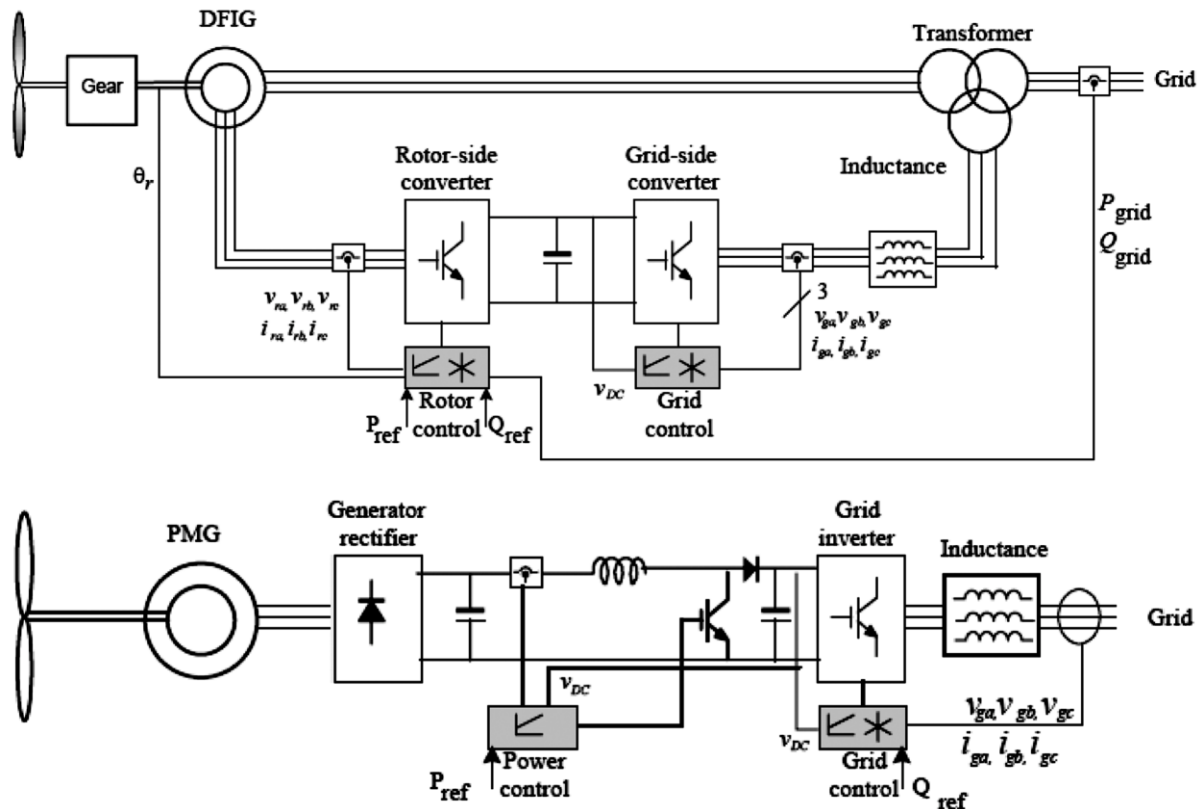 DFIG
Transformer
Gear
Grid
θr
Rotor-side
converter
Grid-side
converter
Inductance
Pgrid
Qgrid
3
vra, vrb, vrc
ira, irb, irc
vga, vgb, vgc
iga, igb, igc
vDC
Rotor
control
Pref
Qref
Grid
control
Generator
rectifier
Grid
inverter
PMG
Inductance
Grid
vDC
vDC
vga, vgb, vgc
iga, igb, igc
Pref
Power
control
Grid
control
Q ref